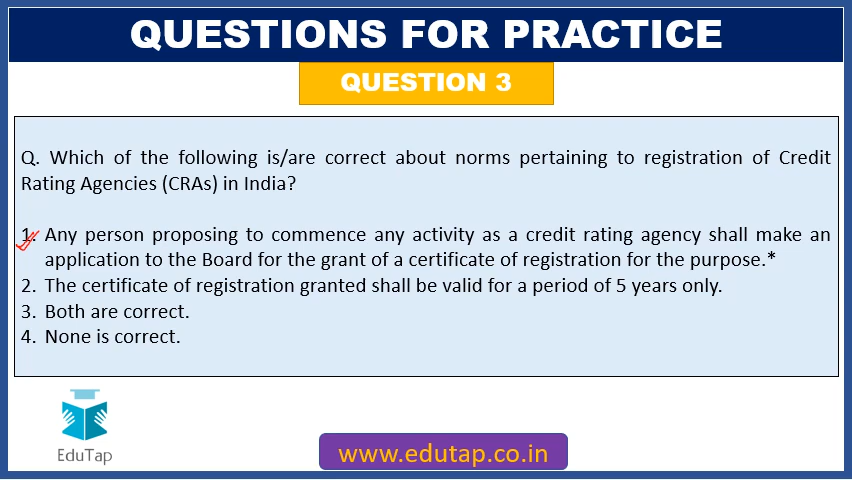 QUESTIONS FOR PRACTICE
QUESTION 3
Q. Which of the following is/are correct about norms pertaining to registration of Credit
Rating Agencies (CRAs) in India?
1. Any person proposing to commence any activity as a credit rating agency shall make an
application to the Board for the grant of a certificate of registration for the purpose.*
2. The certificate of registration granted shall be valid for a period of 5 years only.
3. Both are correct.
4. None is correct.
EduTap
www.edutap.co.in